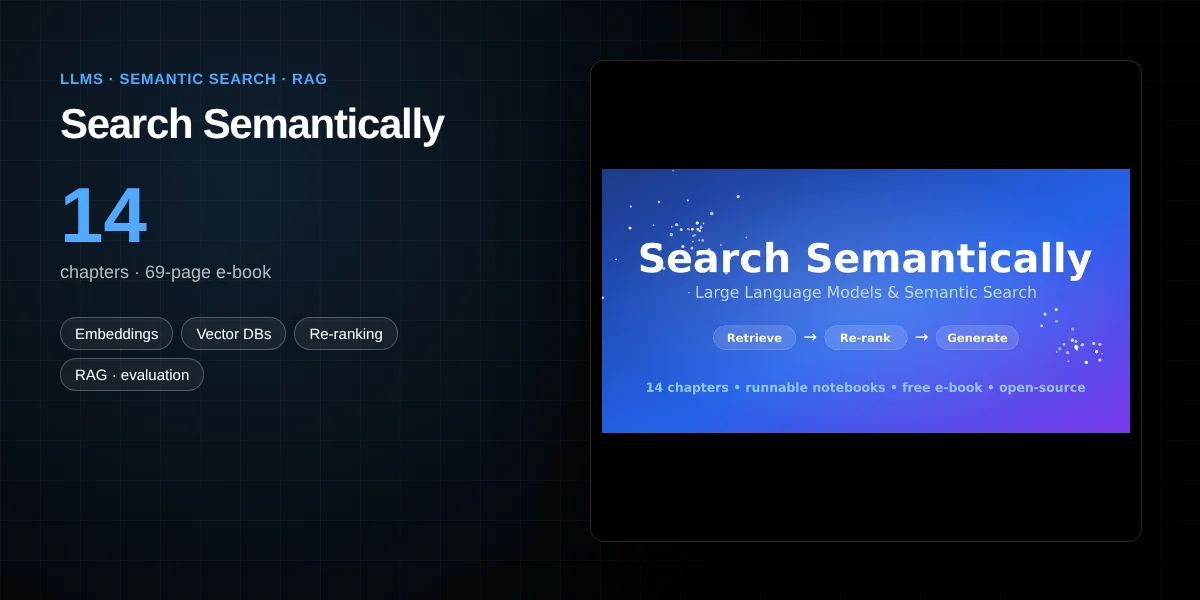 LLMS · SEMANTIC SEARCH · RAG
Search Semantically
14
chapters · 69-page e-book
Embeddings
Vector DBs
Re-ranking
RAG · evaluation
Search Semantically
Large Language Models & Semantic Search
Retrieve → Re-rank → Generate
14 chapters • runnable notebooks • free e-book • open-source